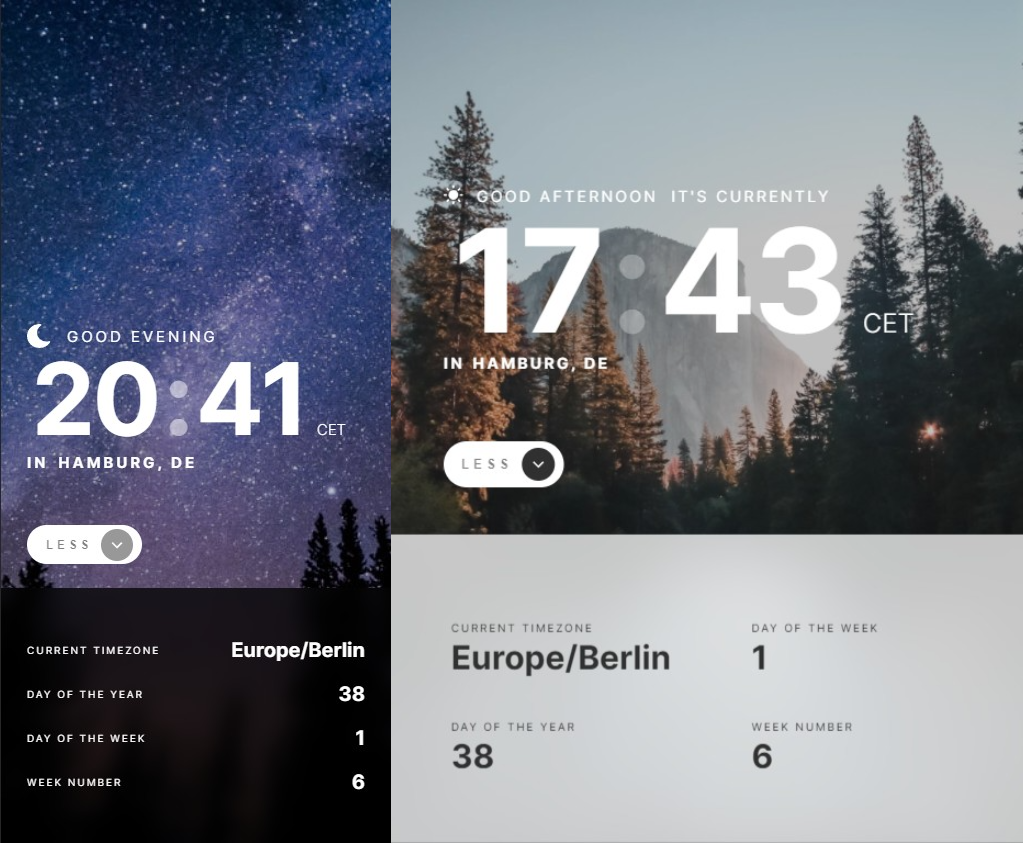 GOOD EVENING
20:41 CET
IN HAMBURG, DE
LESS
CURRENT TIMEZONE Europe/Berlin
DAY OF THE YEAR 38
DAY OF THE WEEK 1
WEEK NUMBER 6
GOOD AFTERNOON IT'S CURRENTLY
17:43 CET
IN HAMBURG, DE
LESS
CURRENT TIMEZONE
Europe/Berlin
DAY OF THE YEAR
38
DAY OF THE WEEK
1
WEEK NUMBER
6